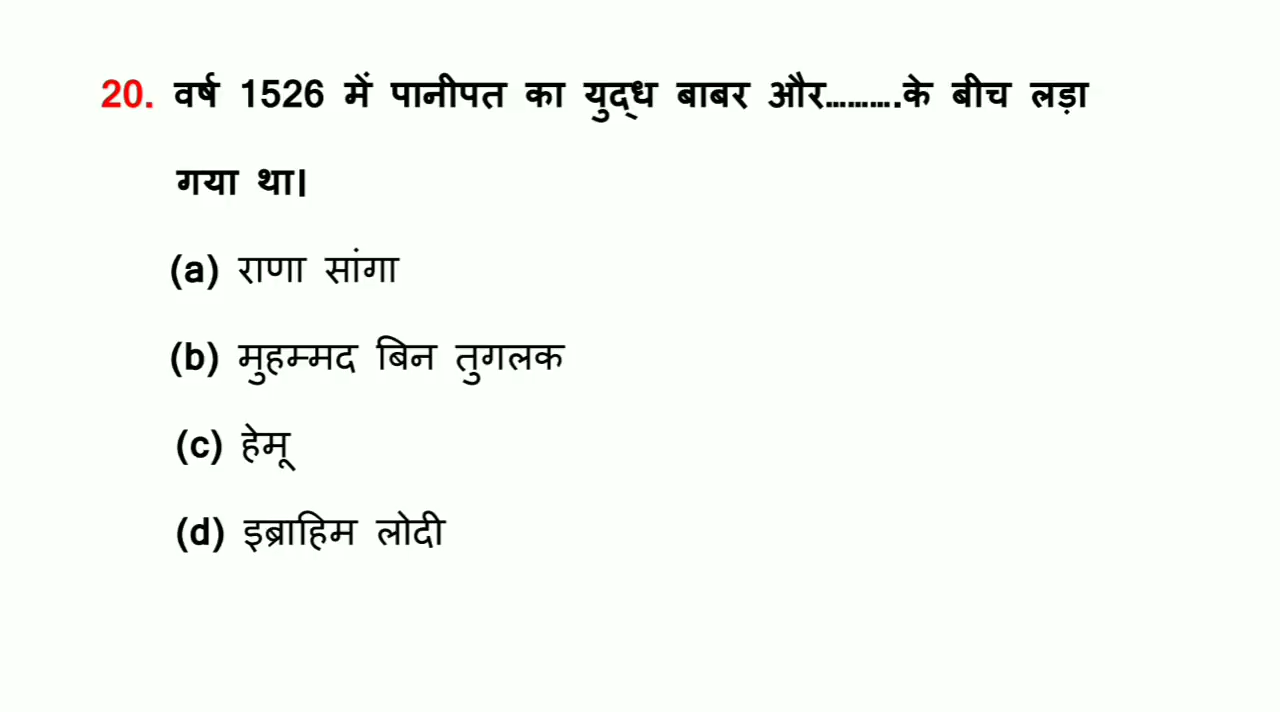 20. वर्ष 1526 में पानीपत का युद्ध बाबर और..........के बीच लड़ा
गया था।
(a) राणा सांगा
(b) मुहम्मद बिन तुगलक
(c) हेमू
(d) इब्राहिम लोदी